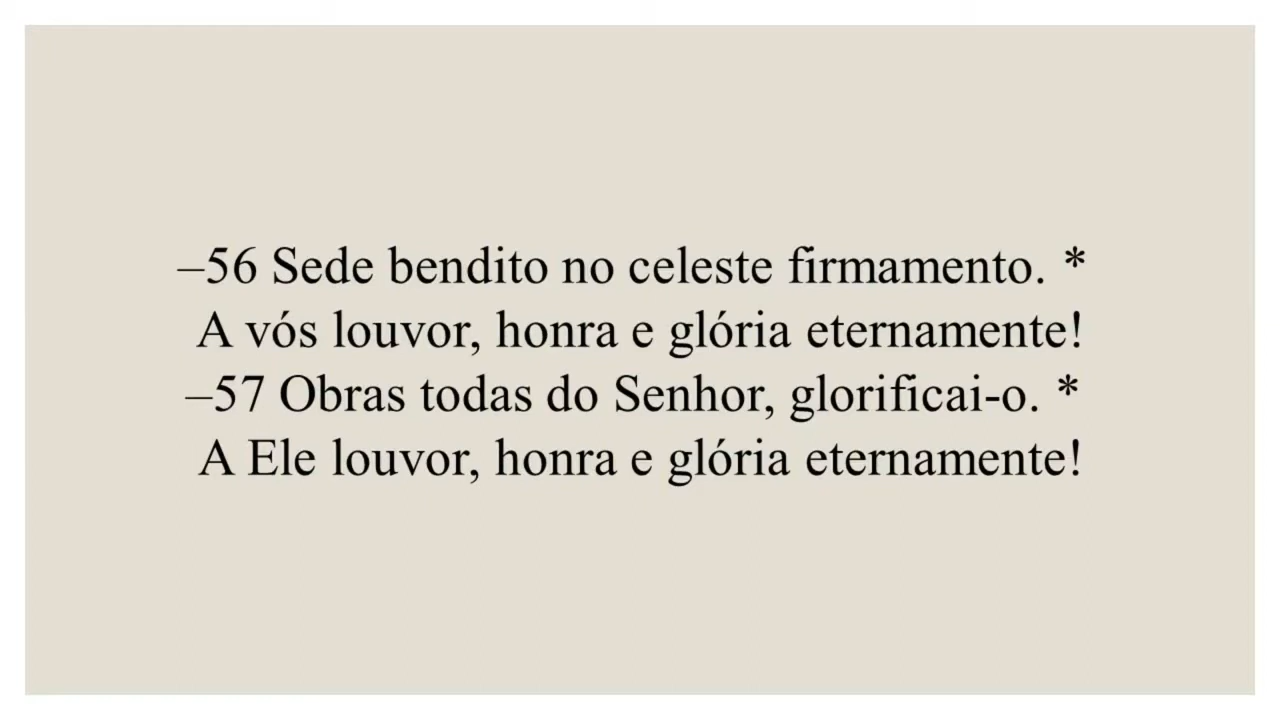 –56 Sede bendito no celeste firmamento. *
A vós louvor, honra e glória eternamente!
–57 Obras todas do Senhor, glorificai-o. *
A Ele louvor, honra e glória eternamente!